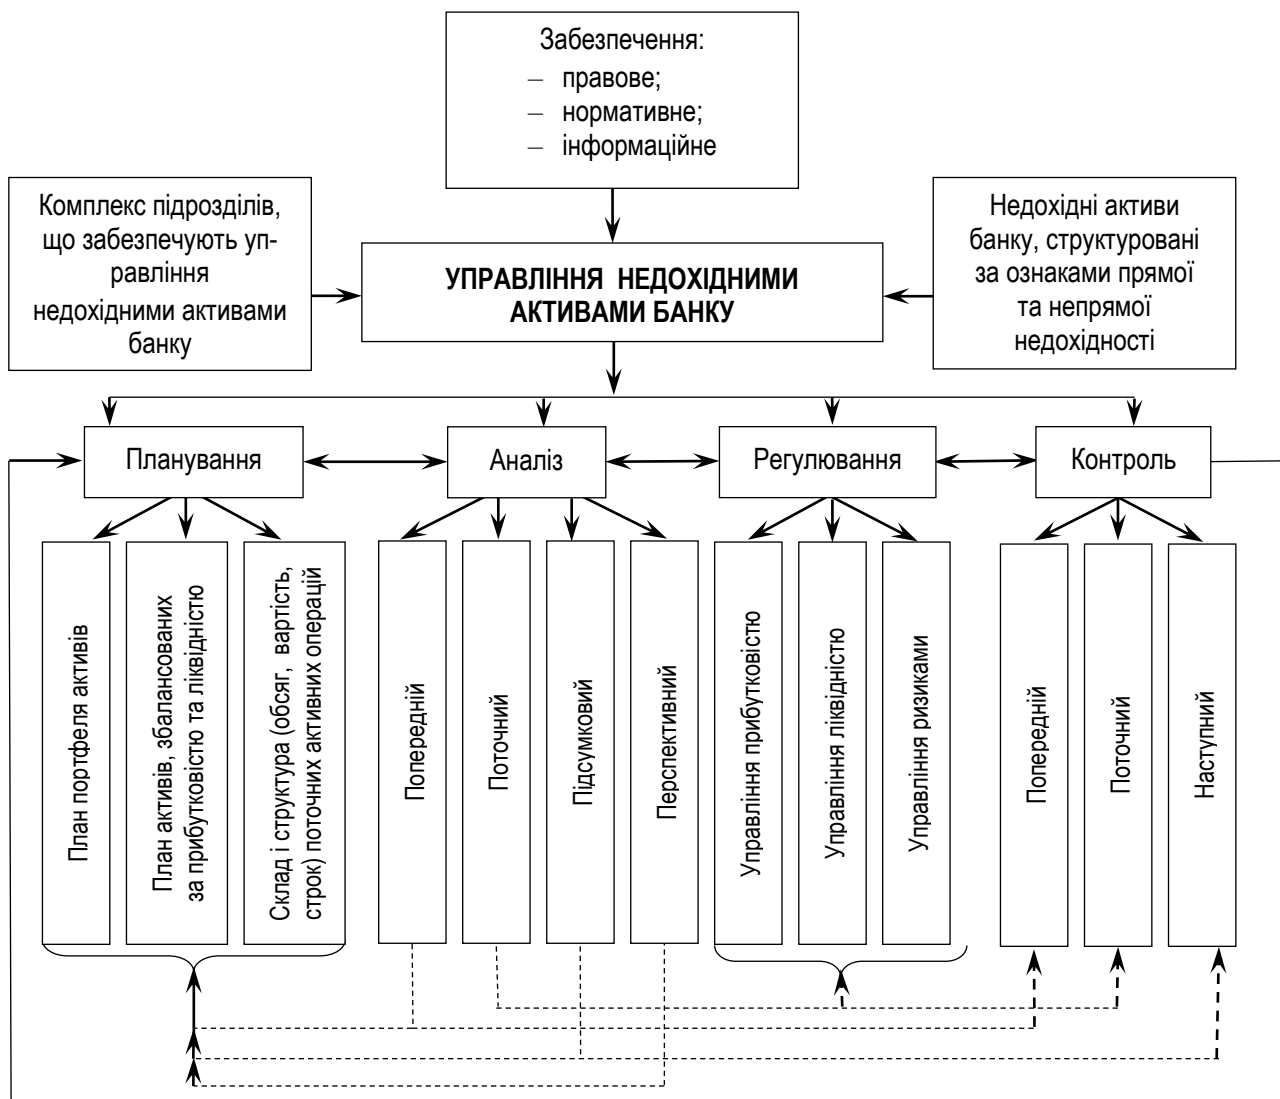 Забезпечення:
– правове;
– нормативне;
– інформаційне
Комплекс підрозділів,
що забезпечують уп-
равління
недохідними активами
банку
УПРАВЛІННЯ НЕДОХІДНИМИ
АКТИВАМИ БАНКУ
Недохідні активи
банку, структуровані
за ознаками прямої
та непрямої
недохідності
Планування
Аналіз
Регулювання
Контроль
План портфеля активів
План активів, збалансованих
за прибутковістю та ліквідністю
Склад і структура (обсяг, вартість,
строк) поточних активних операцій
Попередній
Поточний
Підсумковий
Перспективний
Управління прибутковістю
Управління ліквідністю
Управління ризиками
Попередній
Поточний
Наступний